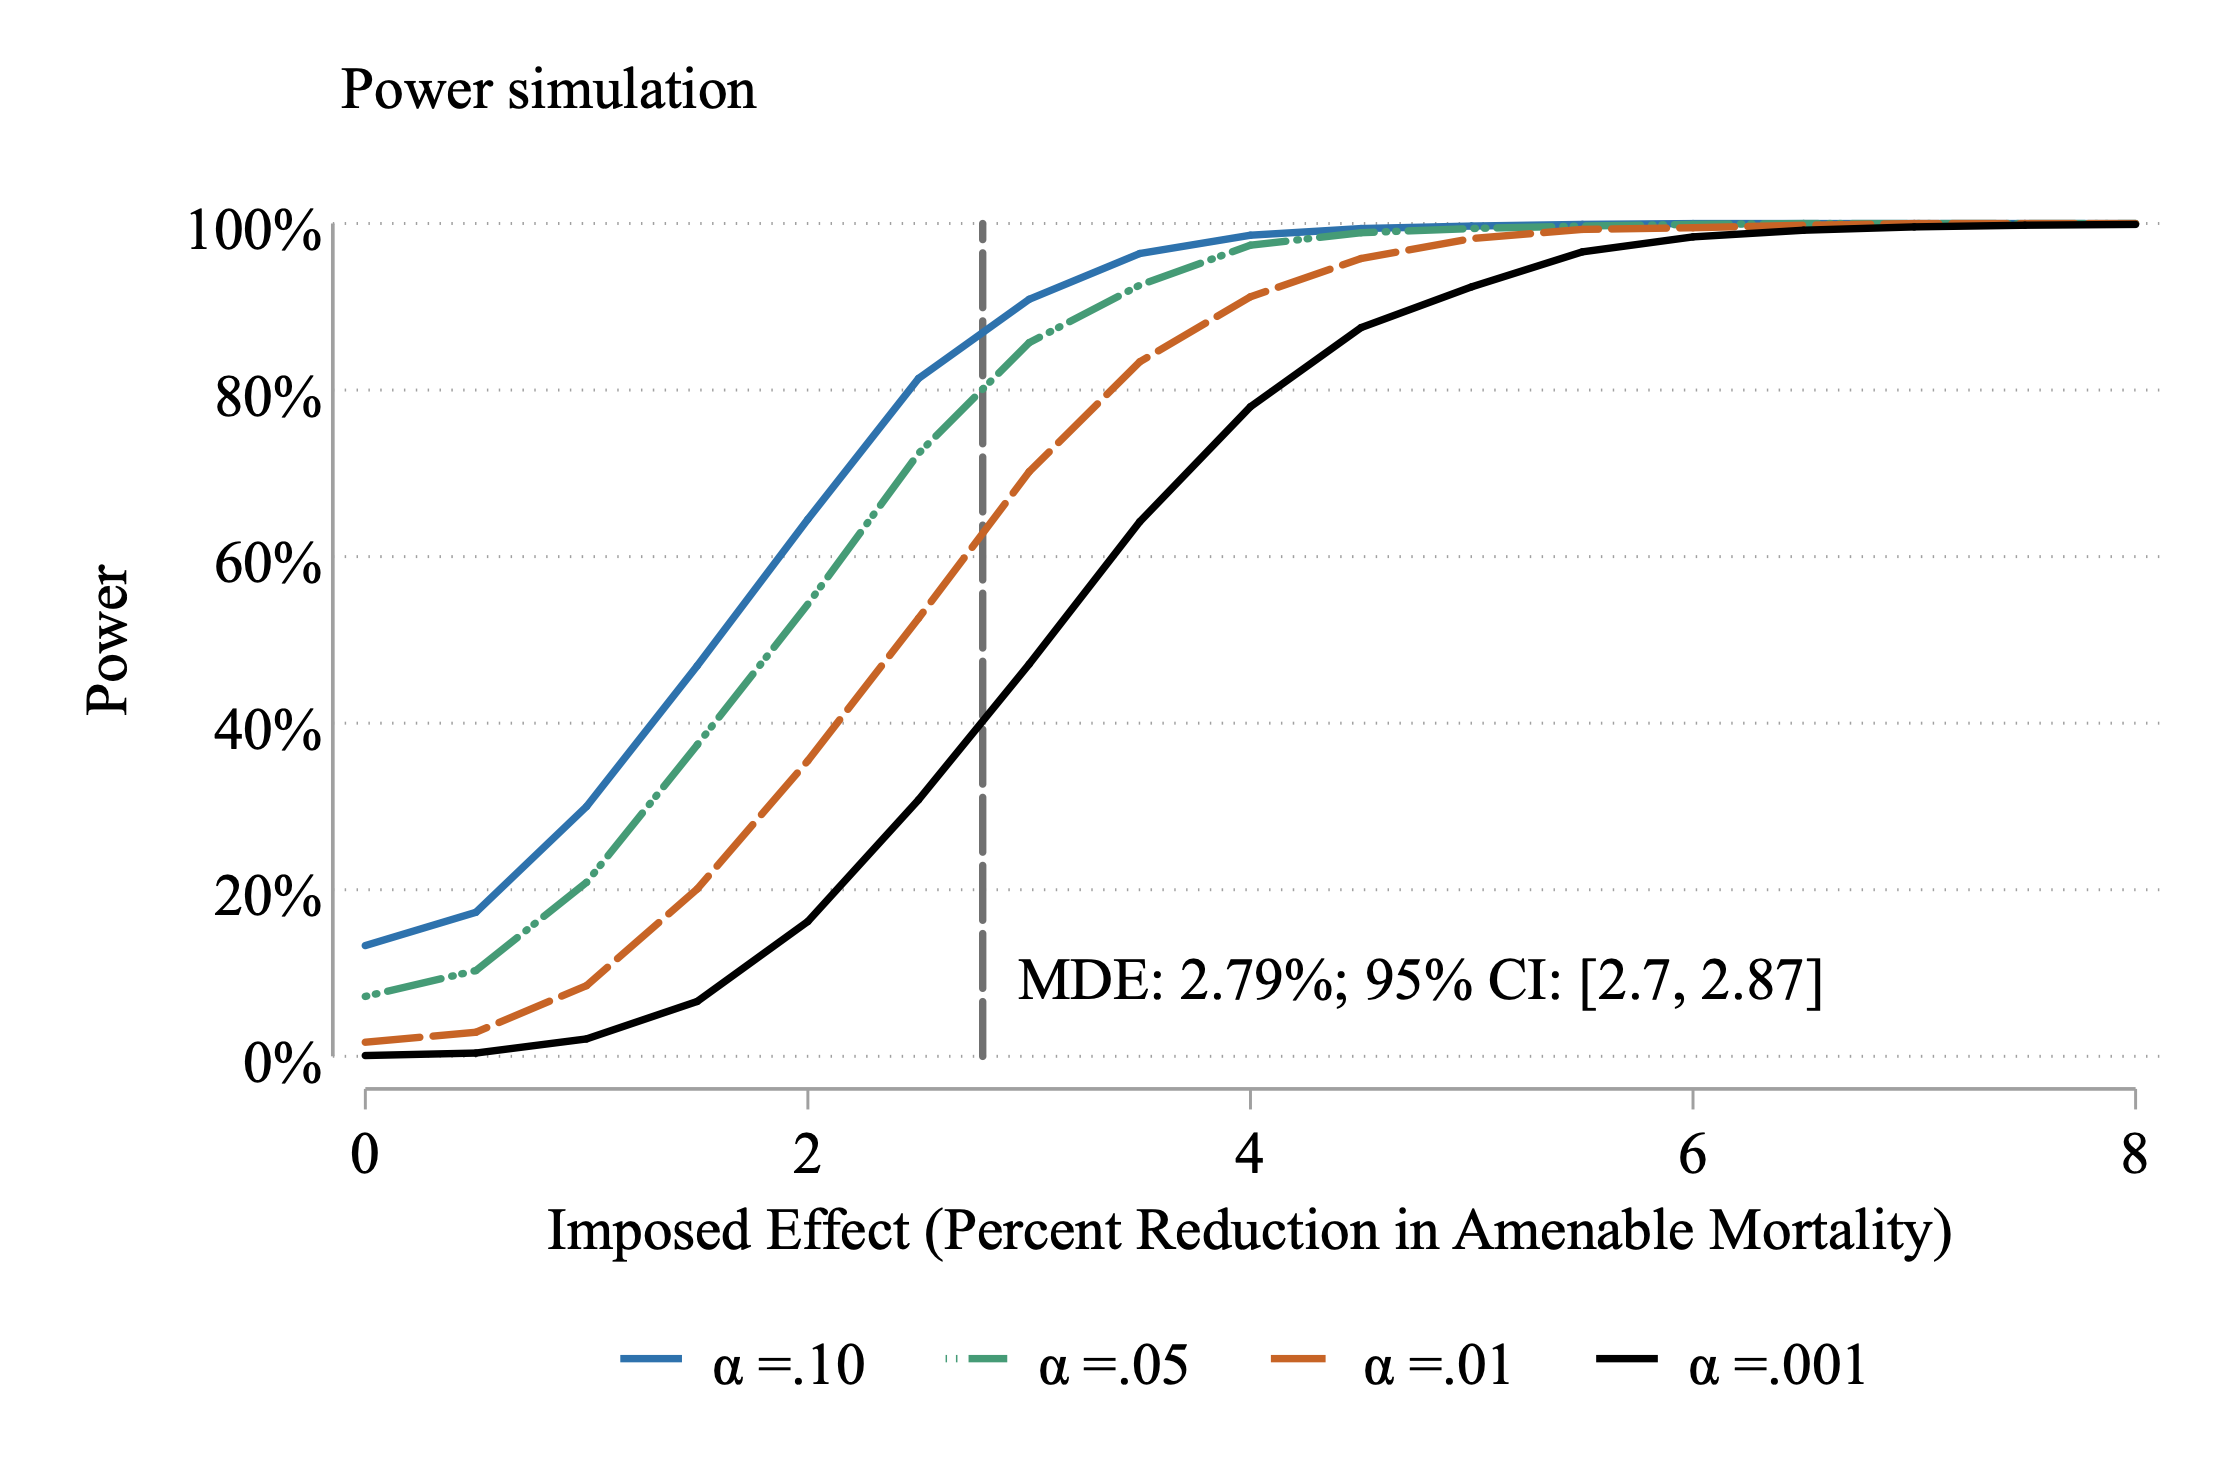 Power simulation
100%
80%
60%
40%
20%
0%
Power
MDE: 2.79%; 95% CI: [2.7, 2.87]
0 2 4 6 8
Imposed Effect (Percent Reduction in Amenable Mortality)
α =.10 α =.05 α =.01 α =.001